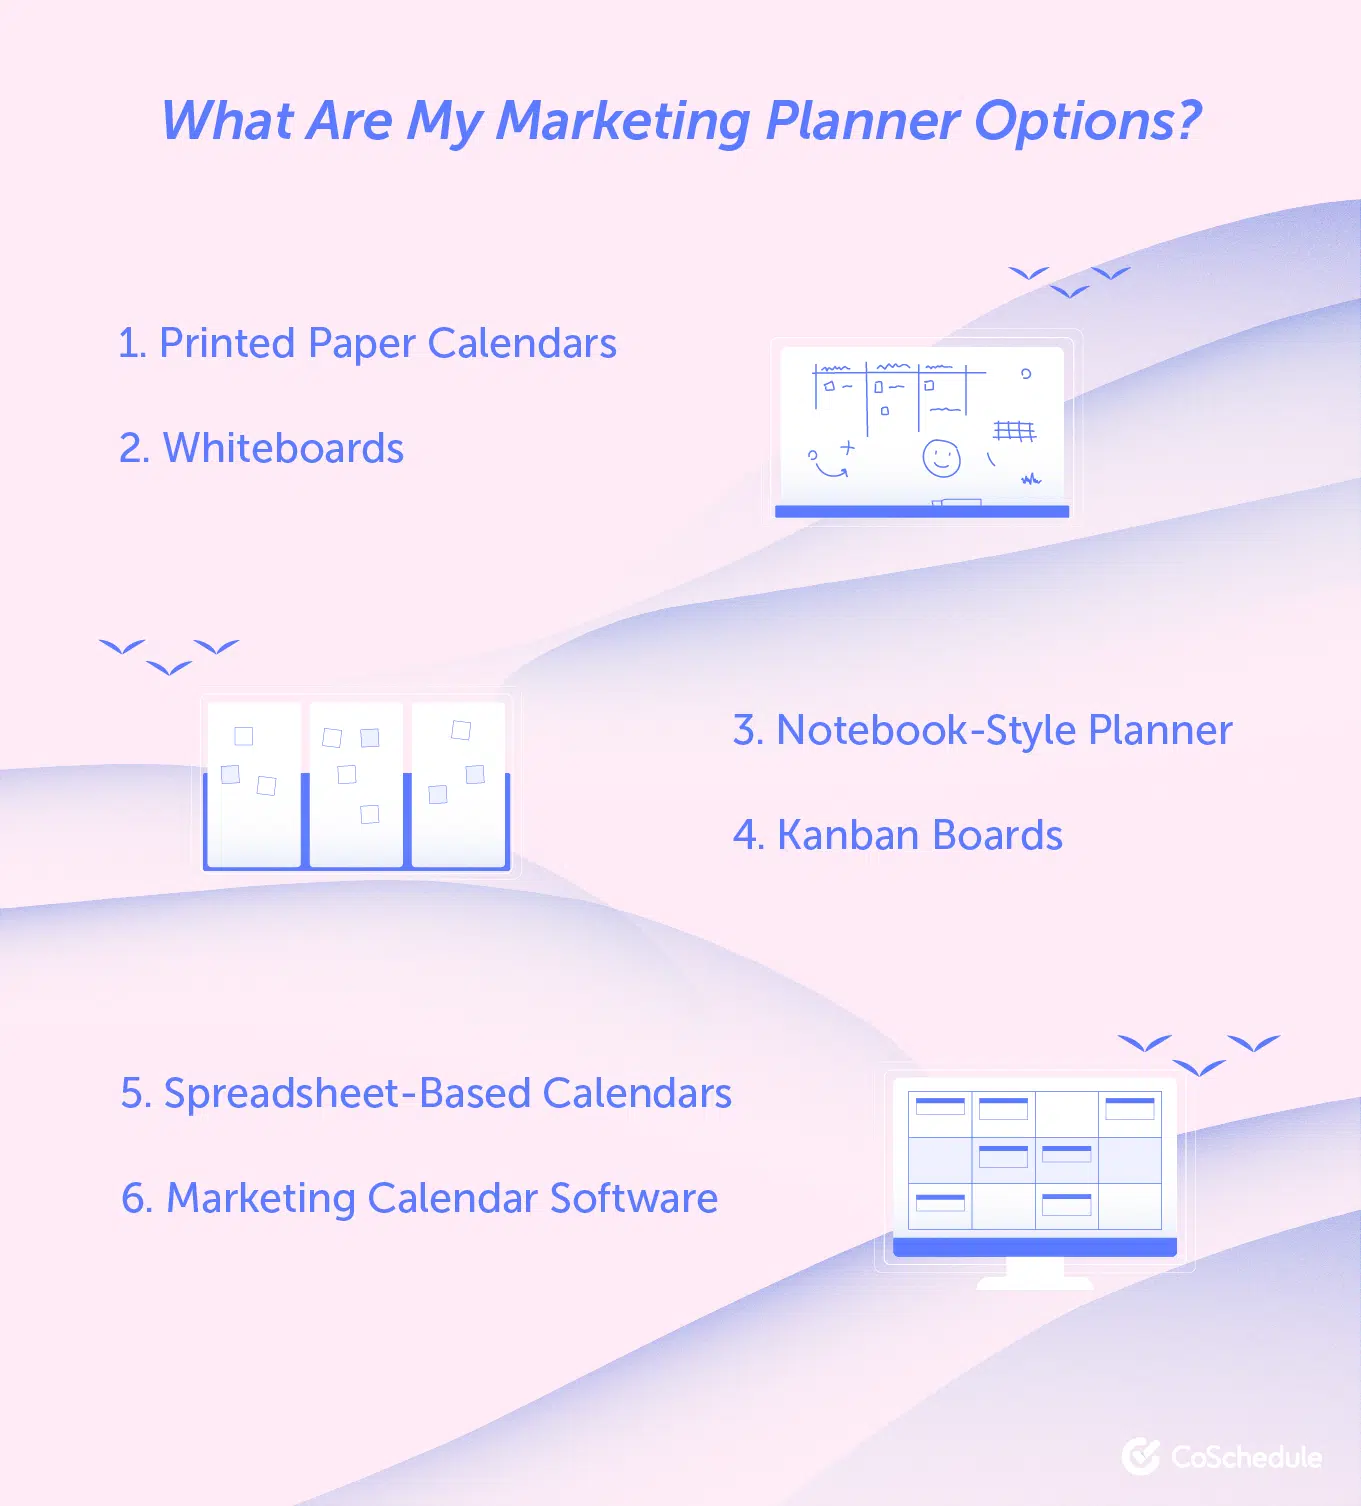 What Are My Marketing Planner Options?
1. Printed Paper Calendars
2. Whiteboards
3. Notebook-Style Planner
4. Kanban Boards
5. Spreadsheet-Based Calendars
6. Marketing Calendar Software
CoSchedule